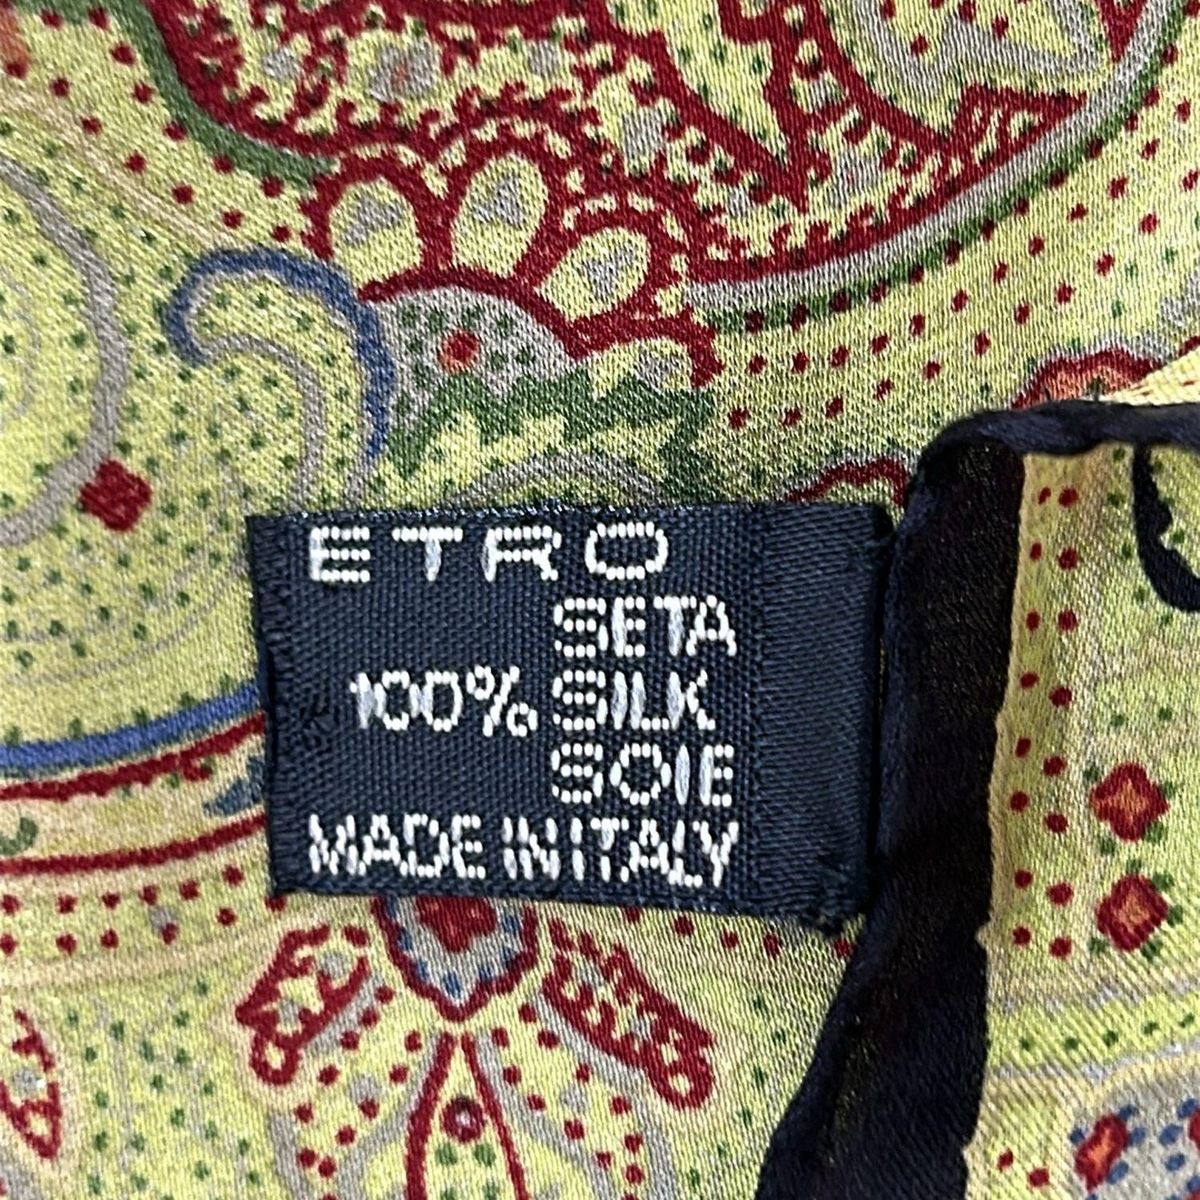 ETRO
SETA
100% SILK
SOIE
MADE IN ITALY